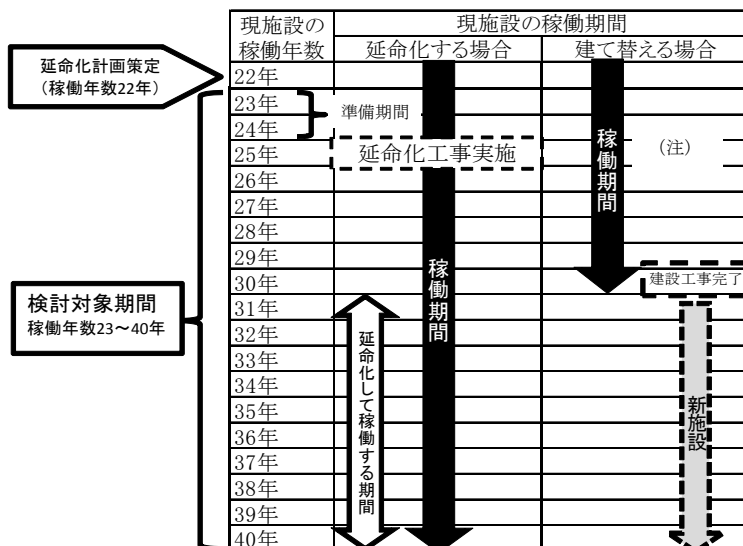 現施設の
稼働年数
現施設の稼働期間
延命化する場合
建て替える場合
延命化計画策定
（稼働年数22年）
22年
23年
24年
25年
26年
27年
28年
29年
30年
31年
32年
33年
34年
35年
36年
37年
38年
39年
40年
準備期間
延命化工事実施
稼働期間
稼働期間
（注）
建設工事完了
検討対象期間
稼働年数23～40年
延命化して稼働する期間
新施設